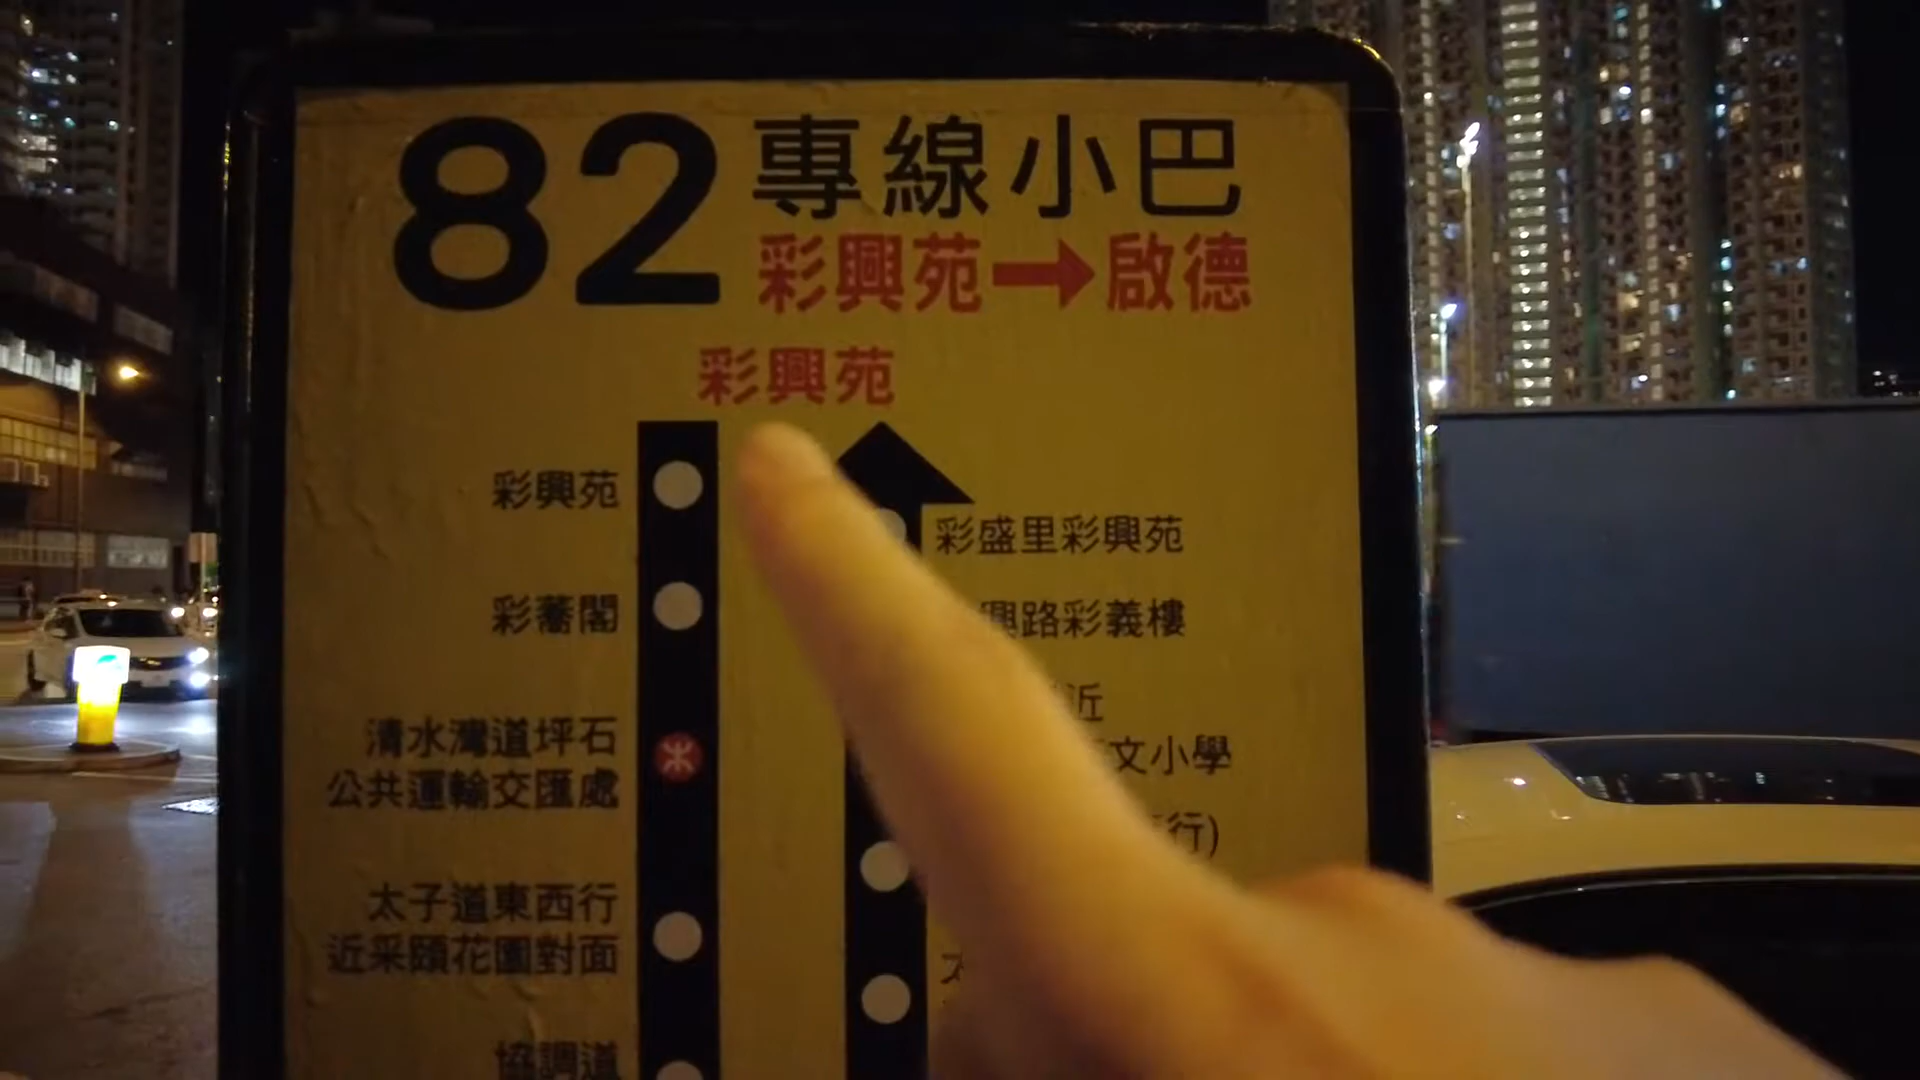 82 專線小巴
彩興苑→啟德
彩興苑
彩興苑
彩蕎閣
清水灣道坪石
公共運輸交匯處
太子道東西行
近采頤花園對面
協調道
彩盛里彩興苑
興路彩義樓
近
文小學
行)